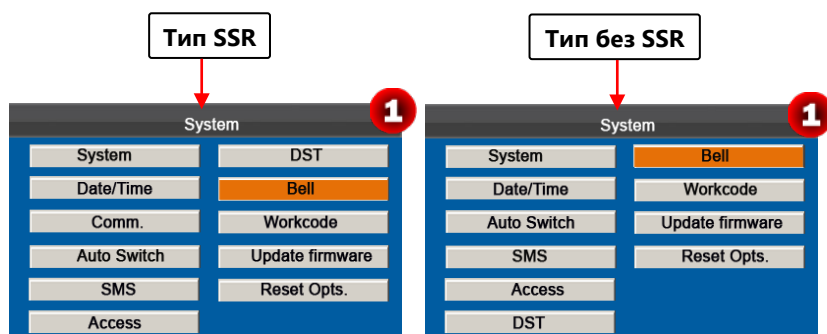 Тип SSR
Тип без SSR
1
System
System DST
Date/Time Bell
Comm. Workcode
Auto Switch Update firmware
SMS Reset Opts.
Access
1
System
System Bell
Date/Time Workcode
Auto Switch Update firmware
SMS Reset Opts.
Access
DST